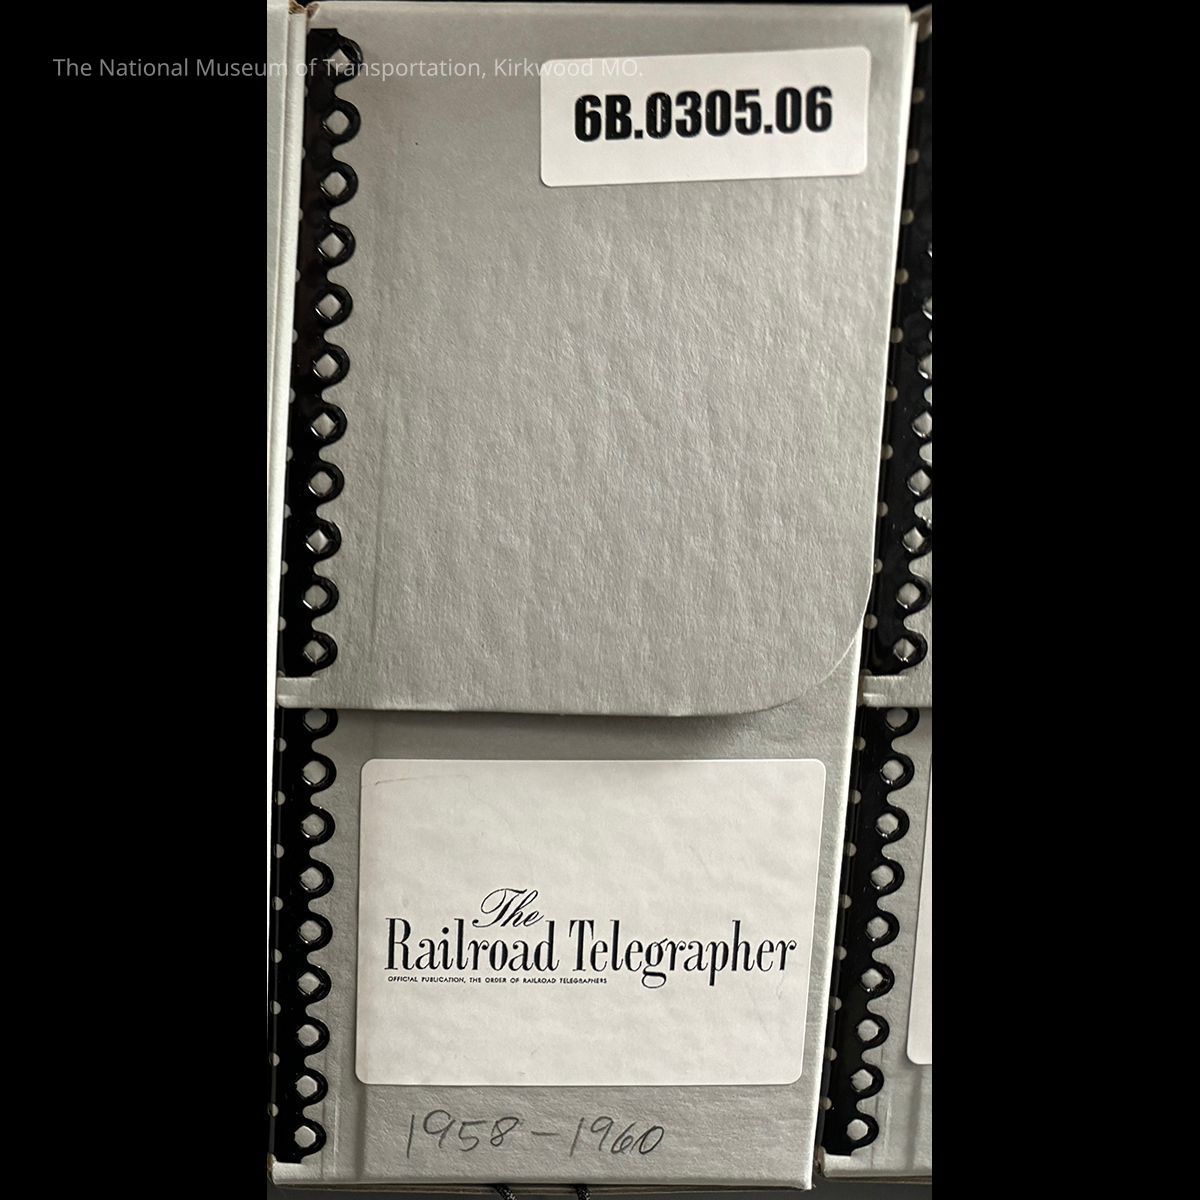 The National Museum of Transportation, Kirkwood MO.
6B.0305.06
The
Railroad Telegrapher
OFFICIAL PUBLICATION, THE ORDER OF RAILROAD TELEGRAPHERS
1958-1960